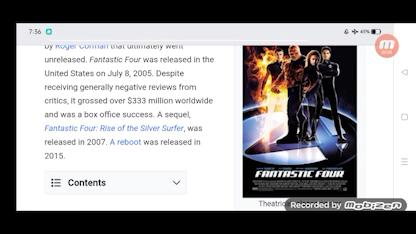 7:36
45%
by Roger Corman that ultimately went
unreleased. Fantastic Four was released in the
United States on July 8, 2005. Despite
receiving generally negative reviews from
critics, it grossed over $333 million worldwide
and was a box office success. A sequel,
Fantastic Four: Rise of the Silver Surfer, was
released in 2007. A reboot was released in
2015.
Contents
FANTASTIC FOUR
Recorded by Mobizen